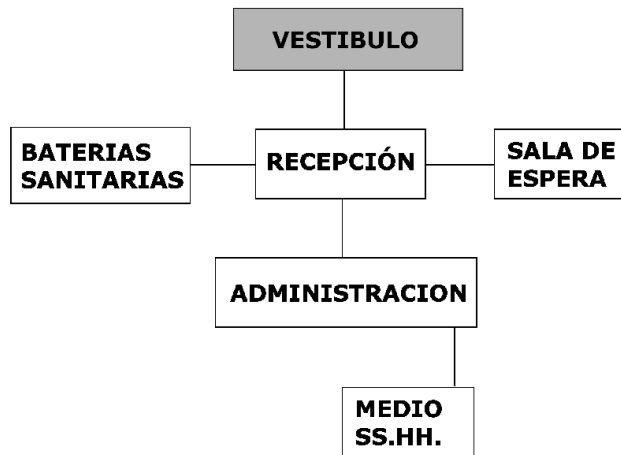 VESTIBULO
BATERIAS
SANITARIAS
RECEPCIÓN
SALA DE
ESPERA
ADMINISTRACION
MEDIO
SS.HH.